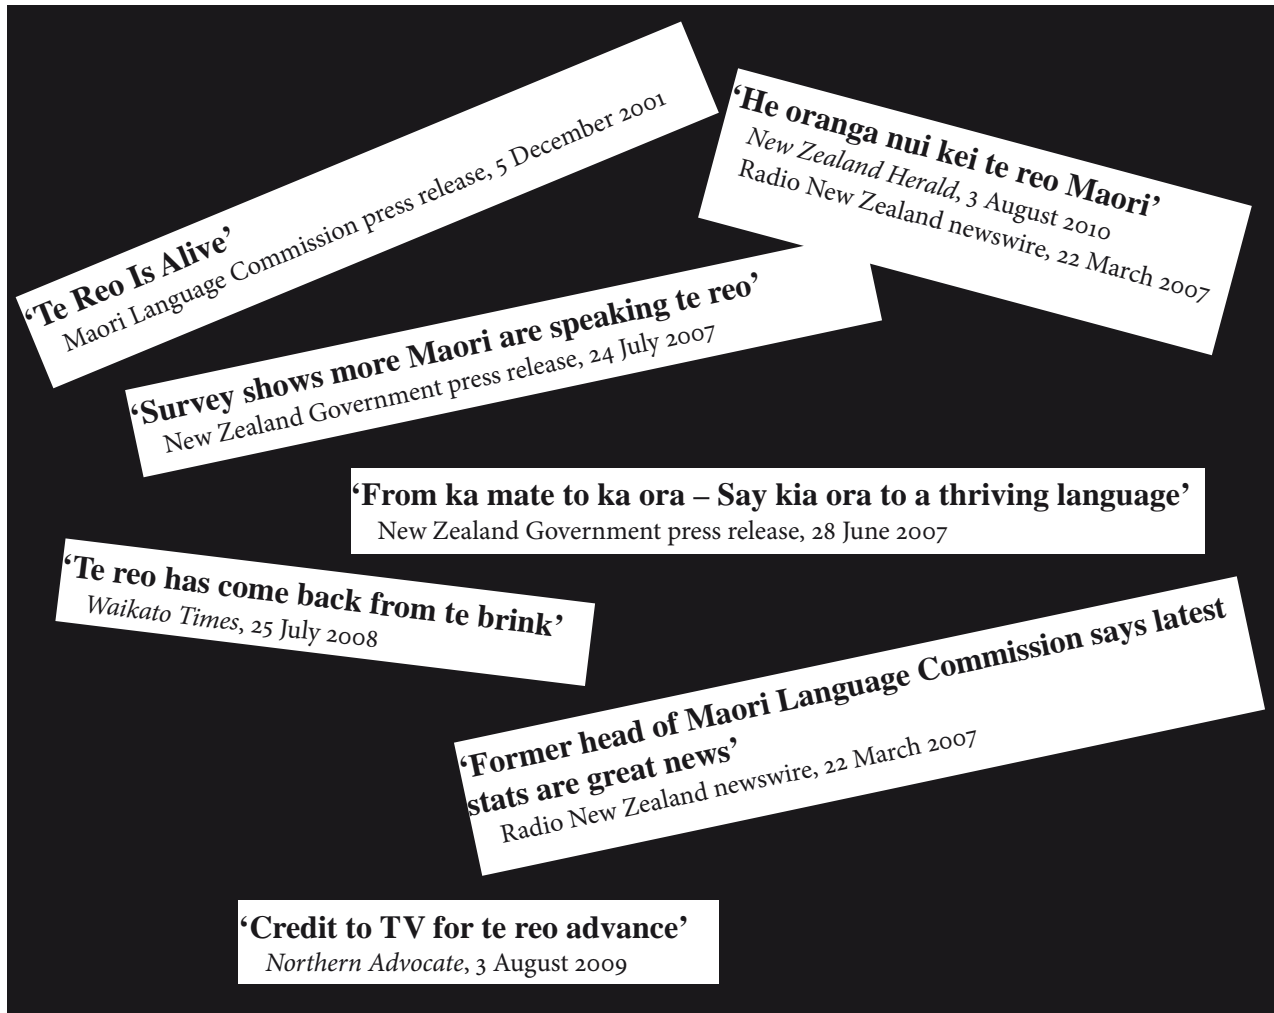 ‘Te Reo Is Alive’
Maori Language Commission press release, 5 December 2001
‘He oranga nui kei te reo Maori’
New Zealand Herald, 3 August 2010
Radio New Zealand newswire, 22 March 2007
‘Survey shows more Maori are speaking te reo’
New Zealand Government press release, 24 July 2007
‘From ka mate to ka ora – Say kia ora to a thriving language’
New Zealand Government press release, 28 June 2007
‘Te reo has come back from te brink’
Waikato Times, 25 July 2008
‘Former head of Maori Language Commission says latest
stats are great news’
Radio New Zealand newswire, 22 March 2007
‘Credit to TV for te reo advance’
Northern Advocate, 3 August 2009